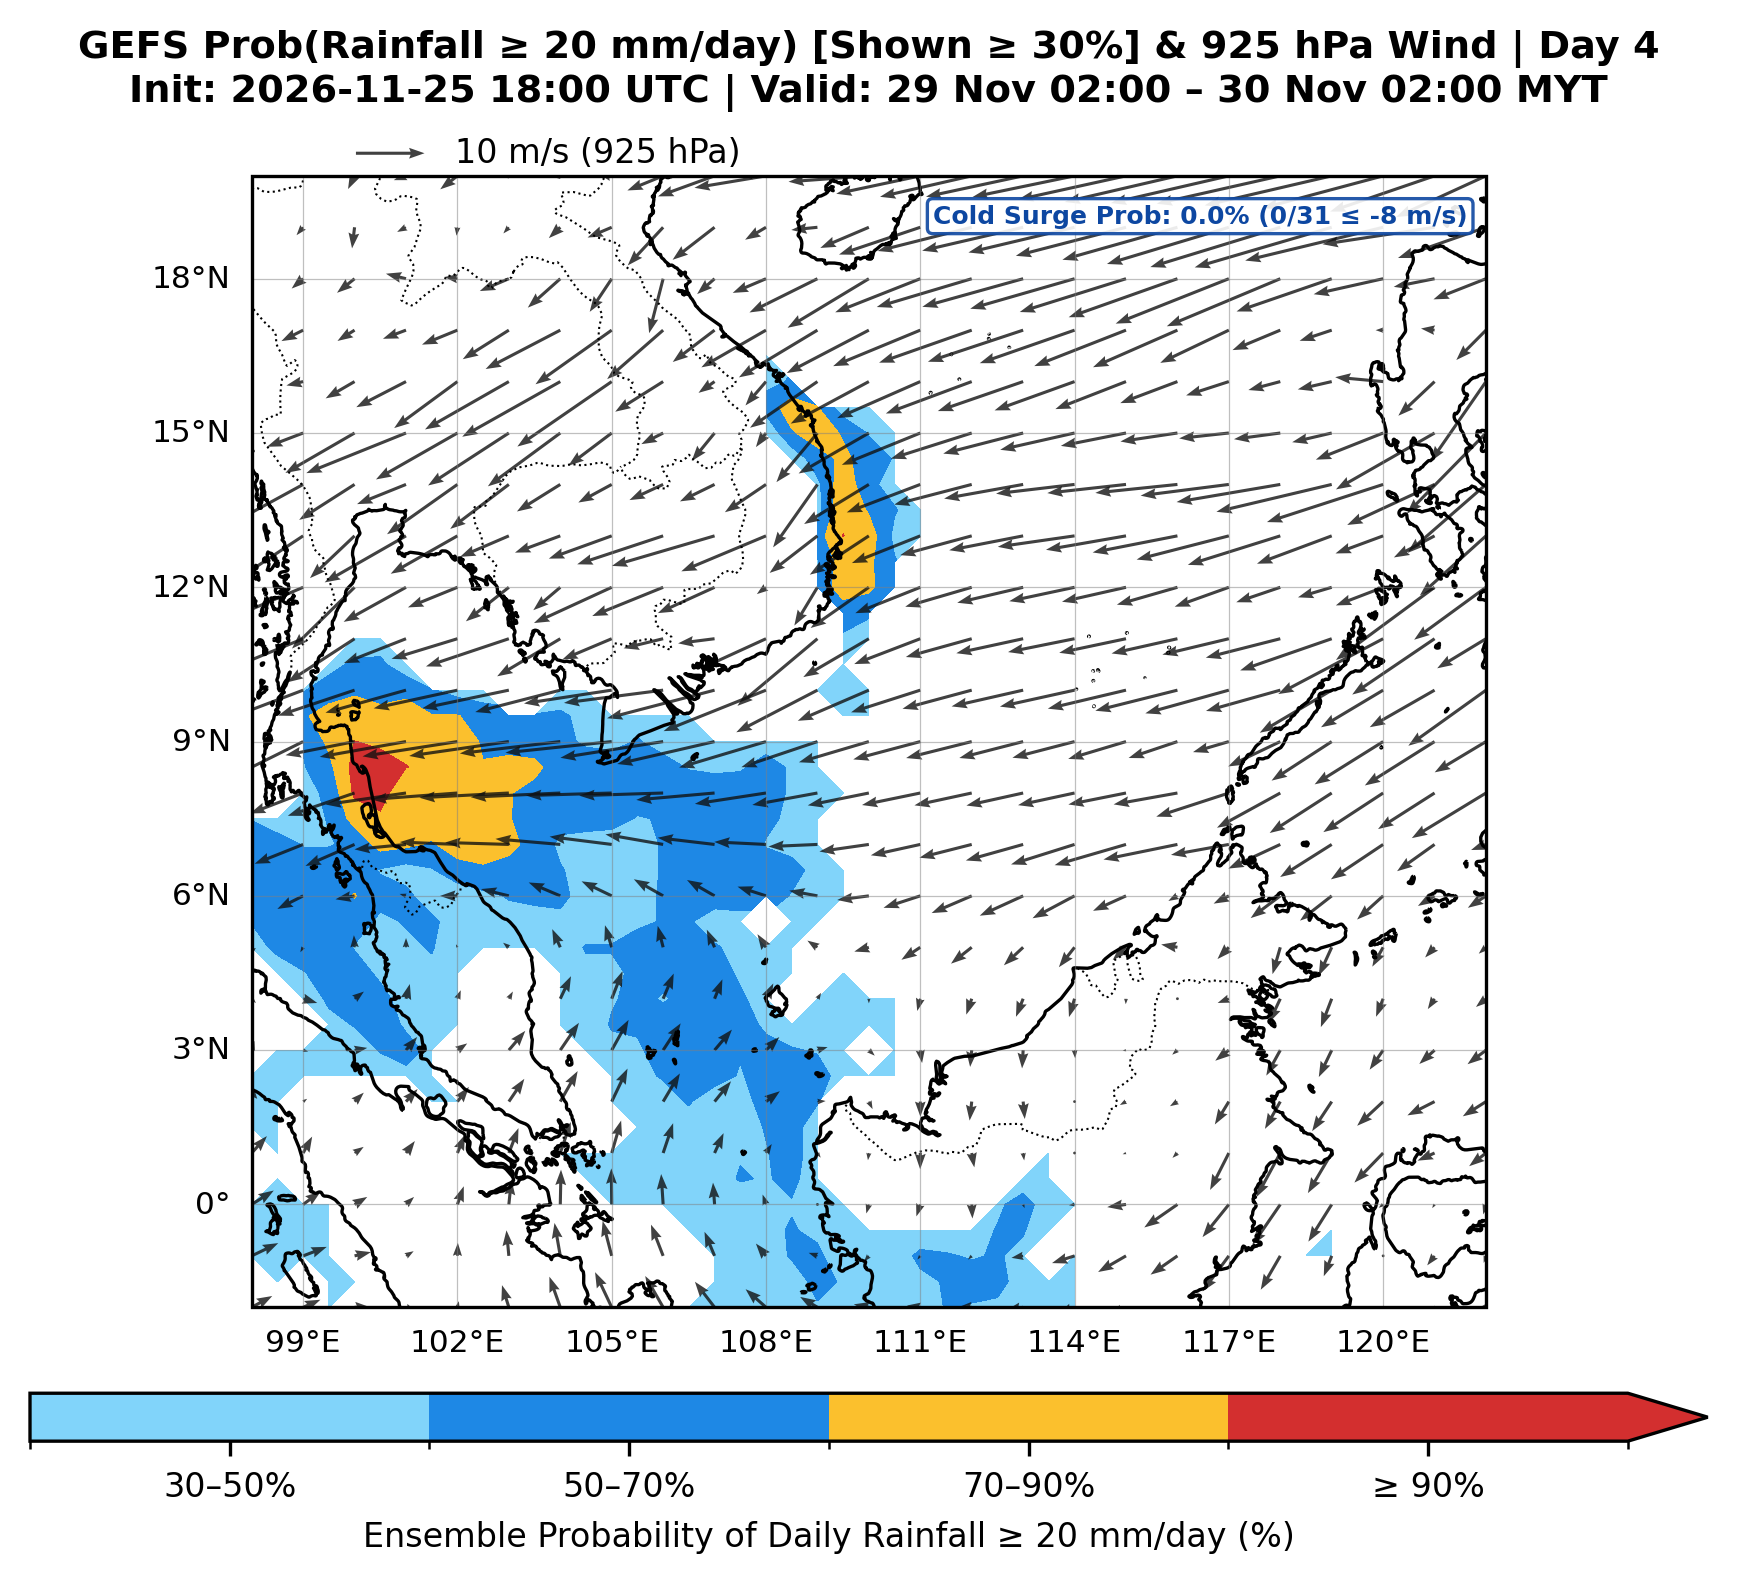 GEFS Prob(Rainfall ≥ 20 mm/day) [Shown ≥ 30%] & 925 hPa Wind | Day 4
Init: 2026-11-25 18:00 UTC | Valid: 29 Nov 02:00 – 30 Nov 02:00 MYT
10 m/s (925 hPa)
Cold Surge Prob: 0.0% (0/31 ≤ -8 m/s)
18°N
15°N
12°N
9°N
6°N
3°N
0°
99°E 102°E 105°E 108°E 111°E 114°E 117°E 120°E
30–50% 50–70% 70–90% ≥ 90%
Ensemble Probability of Daily Rainfall ≥ 20 mm/day (%)